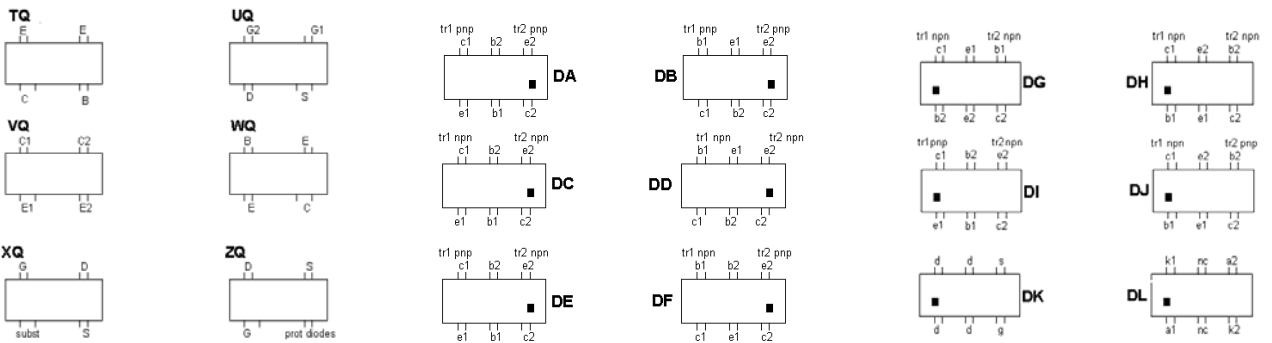 TQ
E E
C B
UQ
G2 G1
D S
tr1 pnp tr2 pnp
c1 b2 e2
DA
e1 b1 c2
tr1 pnp tr2 pnp
b1 e1 e2
DB
c1 b2 c2
tr1 npn tr2 npn
c1 e1 b1
DG
b2 e2 c2
tr1 npn tr2 npn
c1 e2 b2
DH
b1 e1 c2
VQ
C1 C2
E1 E2
WQ
B E
E C
tr1 npn tr2 npn
c1 b2 e2
DC
e1 b1 c2
tr1 npn tr2 npn
b1 e1 e2
DD
c1 b2 c2
tr1pnp tr2npn
c1 b2 e2
DI
e1 b1 c2
tr1 npn tr2 pnp
c1 e2 b2
DJ
b1 e1 c2
XQ
G D
subst S
ZQ
D S
G prot diodes
tr1 pnp tr2 npn
c1 b2 e2
DE
e1 b1 c2
tr1 npn tr2 pnp
b1 b2 e2
DF
c1 e1 c2
d d s
DK
d d g
k1 nc a2
DL
a1 nc k2